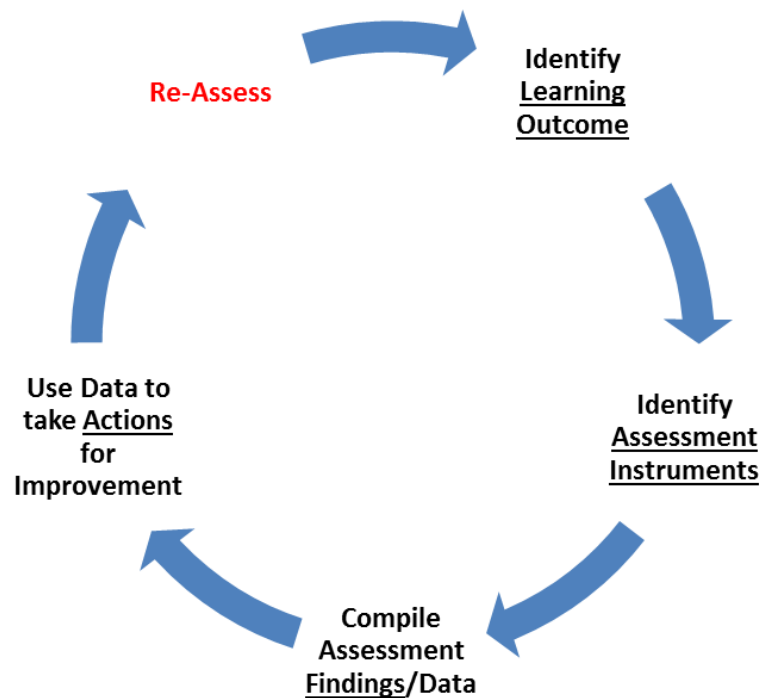 Re-Assess
Identify
Learning
Outcome
Identify
Assessment
Instruments
Compile
Assessment
Findings/Data
Use Data to
take Actions
for
Improvement